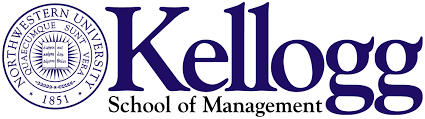 NORTHWESTERN UNIVERSITY
QUAECUMQUE SUNT VERA
1851
Kellogg
School of Management